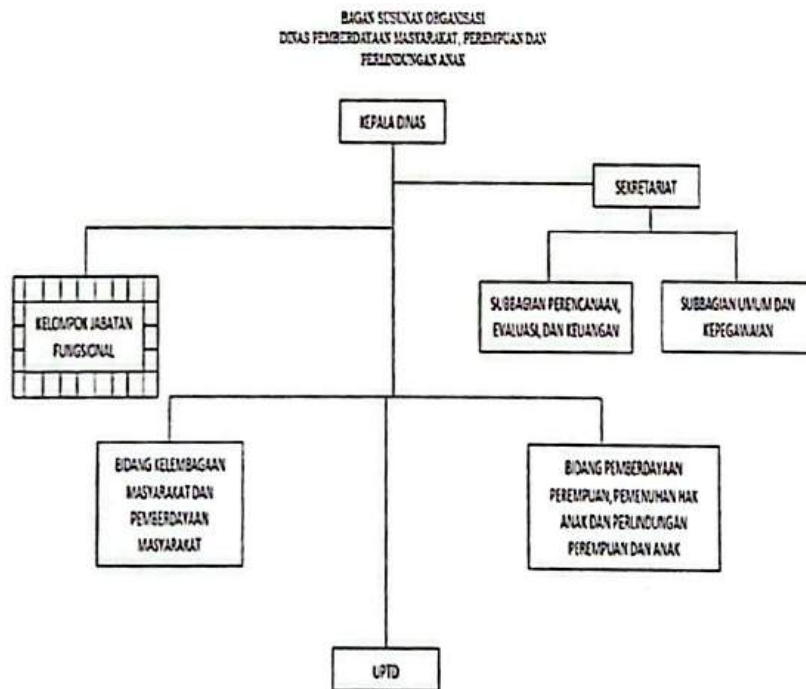 BAGAN SUSUNAN ORGANISASI
DINAS PEMBERDAYAAN MASYARAKAT, PEREMPUAN DAN
PERLINDUNGAN ANAK
KEPALA DINAS
SEKRETARIAT
SUBBAGIAN PERENCANAAN,
EVALUASI, DAN KEUANGAN
SUBBAGIAN UMUM DAN
KEPEGAWAIAN
KELOMPOK JABATAN
FUNGSIONAL
BIDANG KELEMBAGAAN
MASYARAKAT DAN
PEMBERDAYAAN
MASYARAKAT
BIDANG PEMBERDAYAAN
PEREMPUAN, PEMENUHAN HAK
ANAK DAN PERLINDUNGAN
PEREMPUAN DAN ANAK
UPTD